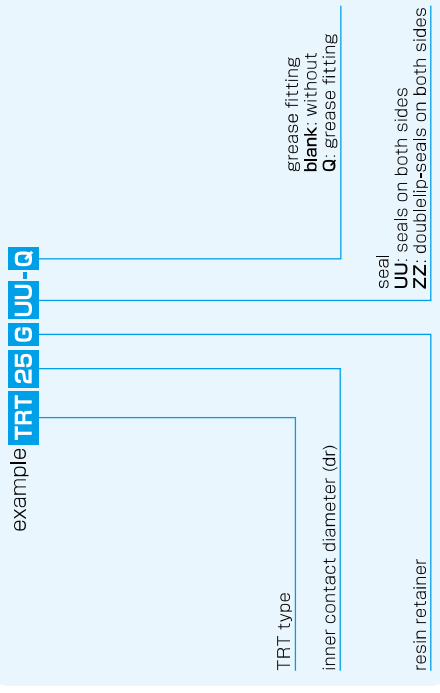 example TRT 25 G UU-Q
TRT type
inner contact diameter (dr)
resin retainer
grease fitting
blank: without
Q: grease fitting
seal
UU: seals on both sides
ZZ: doublelip-seals on both sides